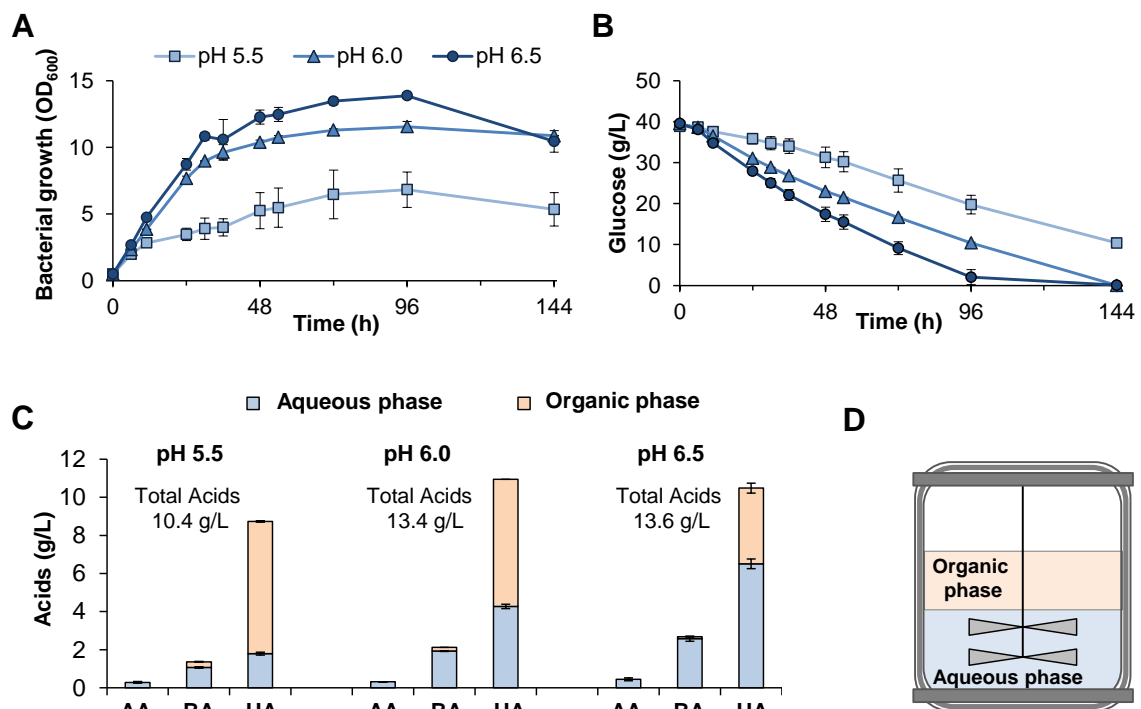 A
pH 5.5 pH 6.0 pH 6.5
Bacterial growth (OD600)
15
10
5
0
0 48 96 144
Time (h)
B
Glucose (g/L)
50
40
30
20
10
0
0 48 96 144
Time (h)
C
Aqueous phase Organic phase
Acids (g/L)
12
10
8
6
4
2
0
pH 5.5
Total Acids
10.4 g/L
pH 6.0
Total Acids
13.4 g/L
pH 6.5
Total Acids
13.6 g/L
D
Organic
phase
Aqueous phase